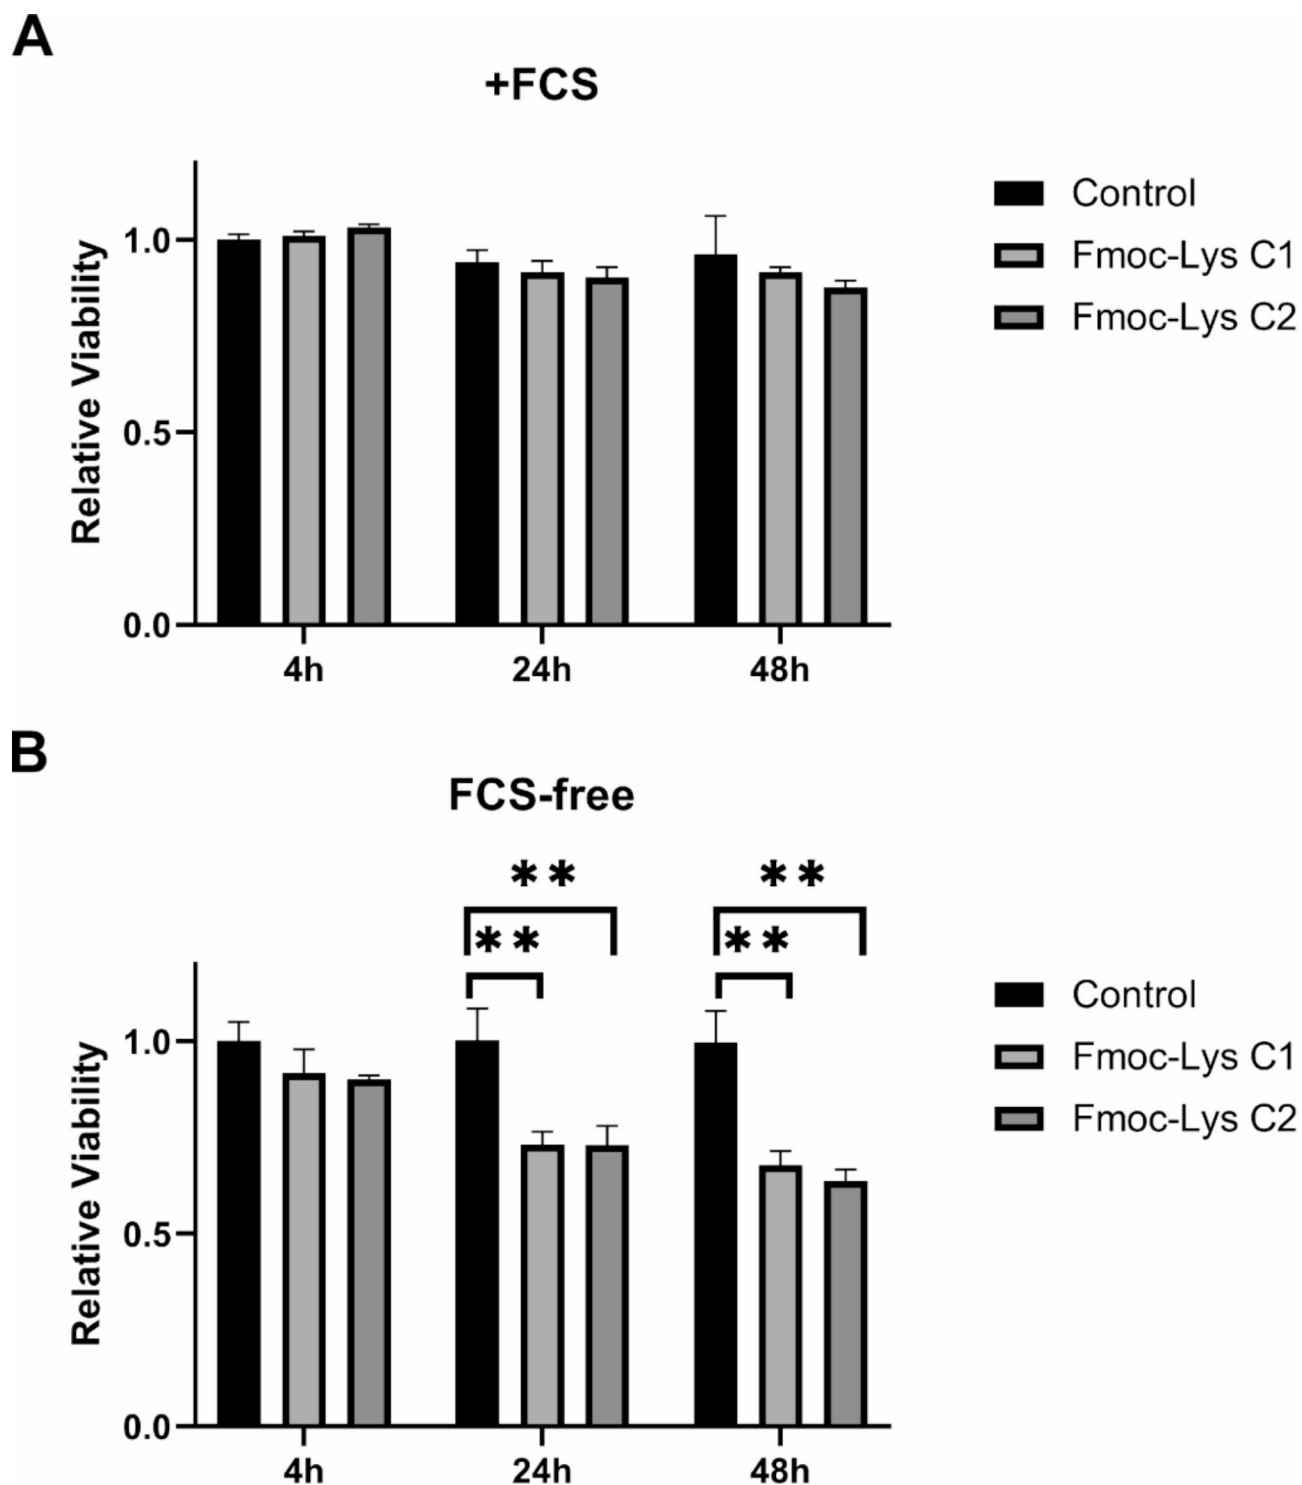 A
+FCS
Relative Viability
1.0
0.5
0.0
4h 24h 48h
Control
Fmoc-Lys C1
Fmoc-Lys C2
B
FCS-free
** **
** **
Relative Viability
1.0
0.5
0.0
4h 24h 48h
Control
Fmoc-Lys C1
Fmoc-Lys C2